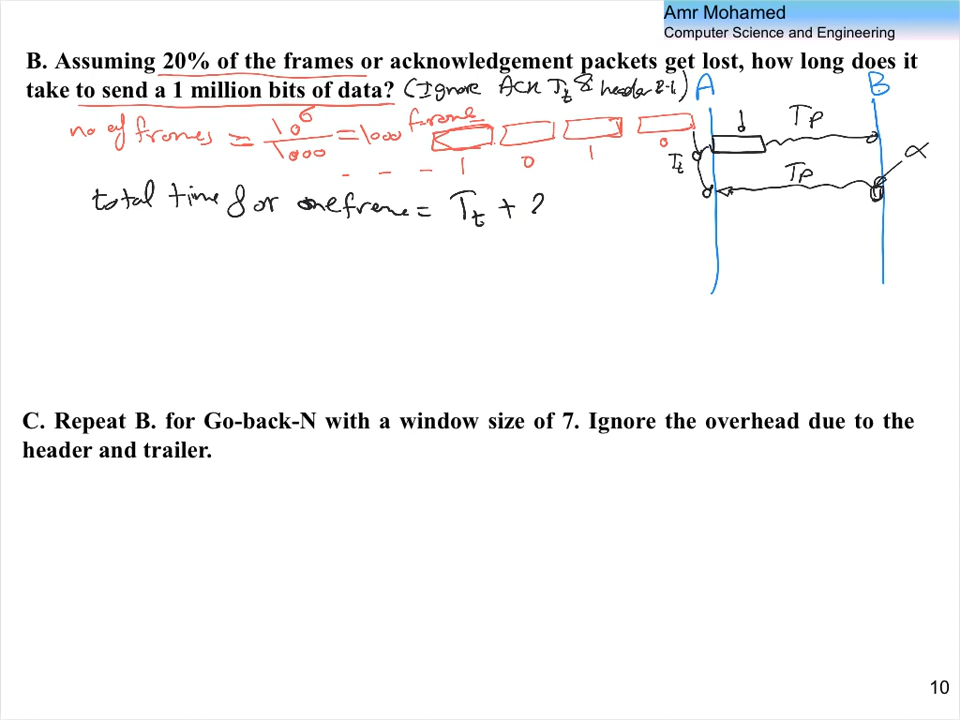 Amr Mohamed
Computer Science and Engineering
B. Assuming 20% of the frames or acknowledgement packets get lost, how long does it
take to send a 1 million bits of data? (Ignore Ack Tt & header
A B
no of frames = 10^6/1000 = 1000 frame
1 0 1 0
Tp
Tt Tp α
total time for one frame = Tt + 2
C. Repeat B. for Go-back-N with a window size of 7. Ignore the overhead due to the
header and trailer.
10